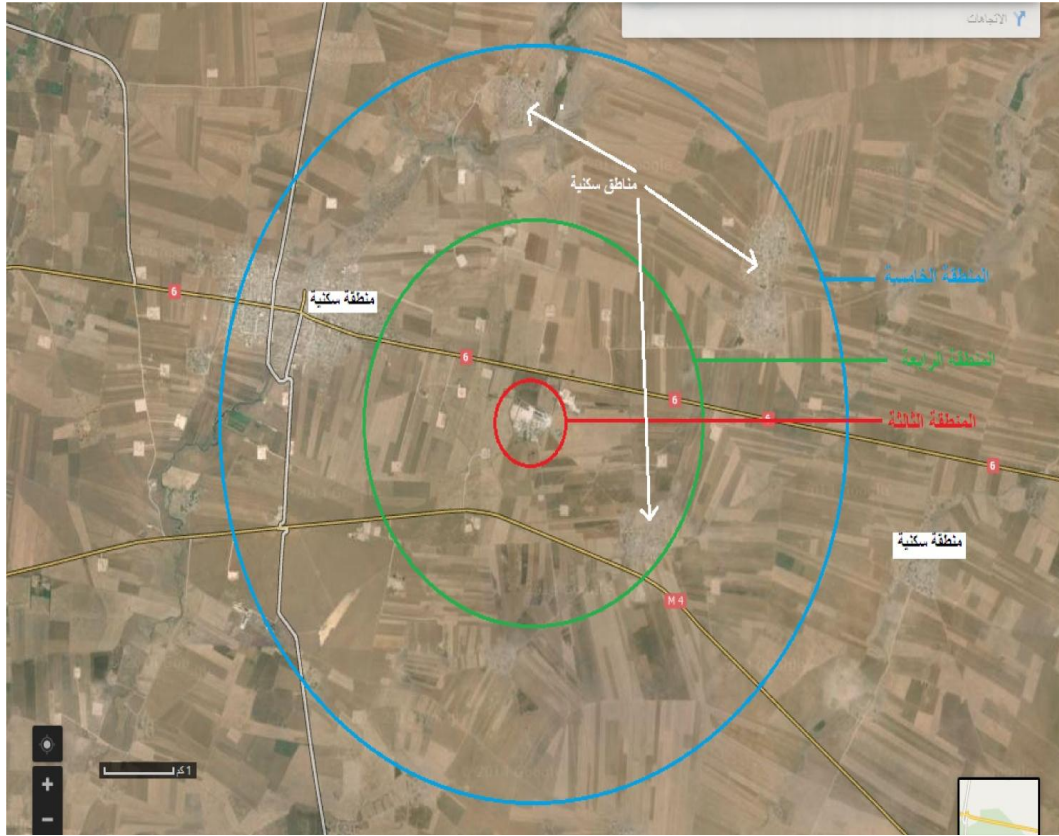 الاتجاهات
مناطق سكنية
المنطقة الخامسة
6
منطقة سكنية
6
المنطقة الرابعة
6
6
المنطقة الثالثة
6
منطقة سكنية
M 4
1 كم
+
−